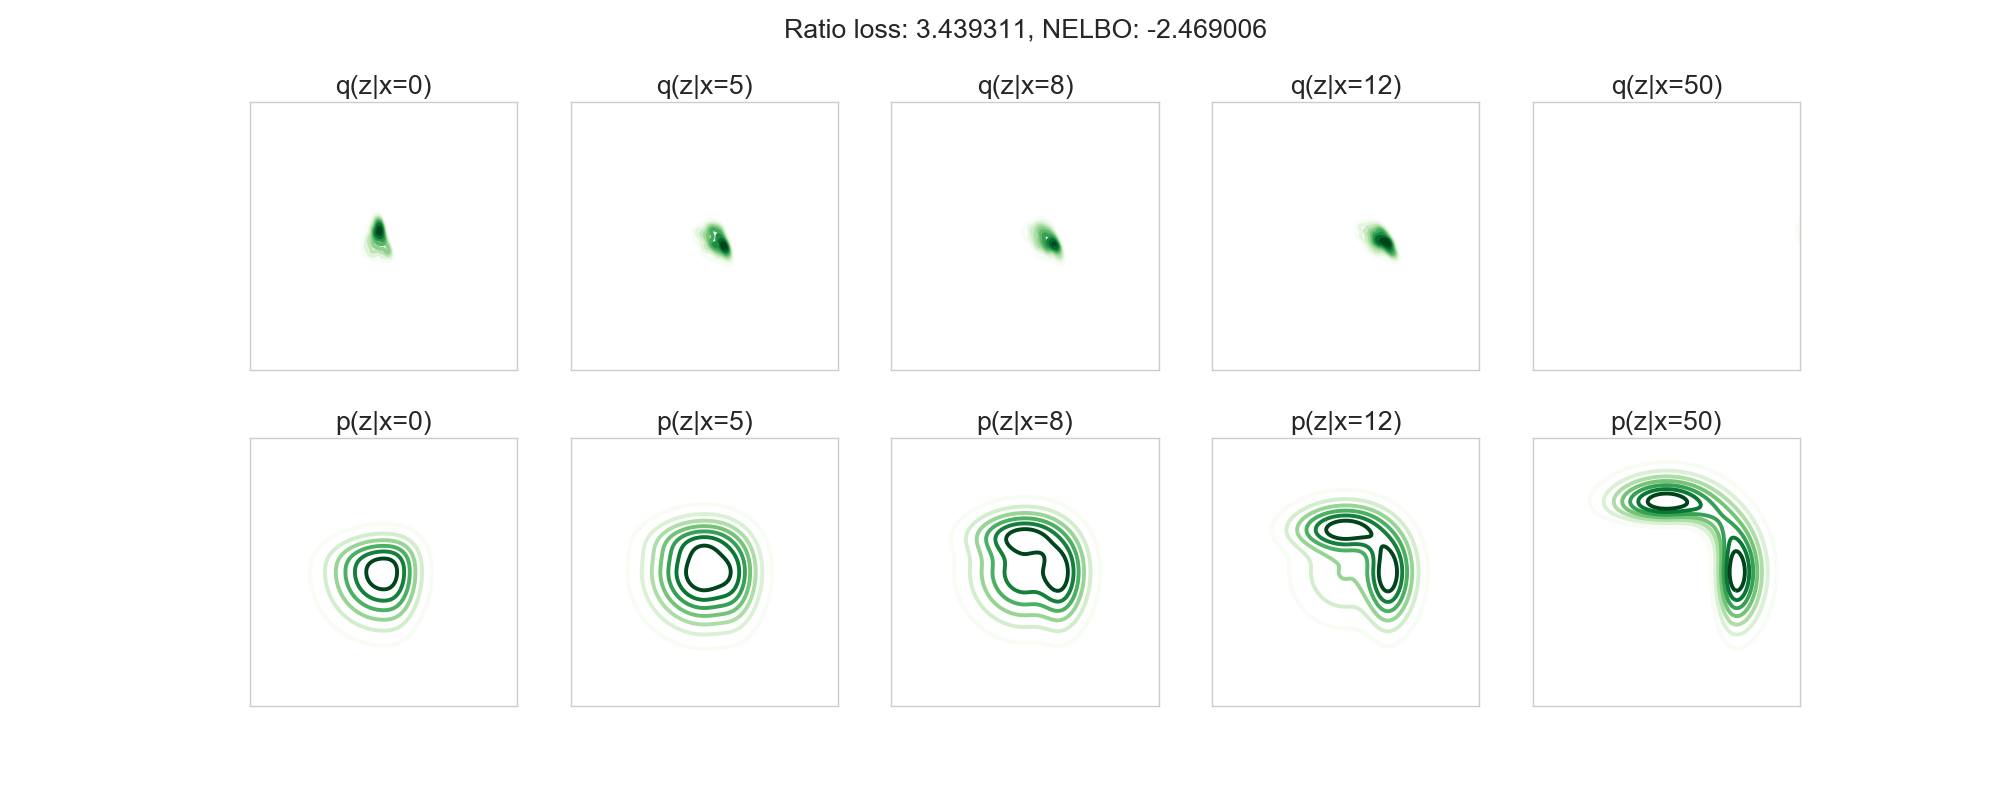 Ratio loss: 3.439311, NELBO: -2.469006
q(z|x=0) q(z|x=5) q(z|x=8) q(z|x=12) q(z|x=50)
p(z|x=0) p(z|x=5) p(z|x=8) p(z|x=12) p(z|x=50)